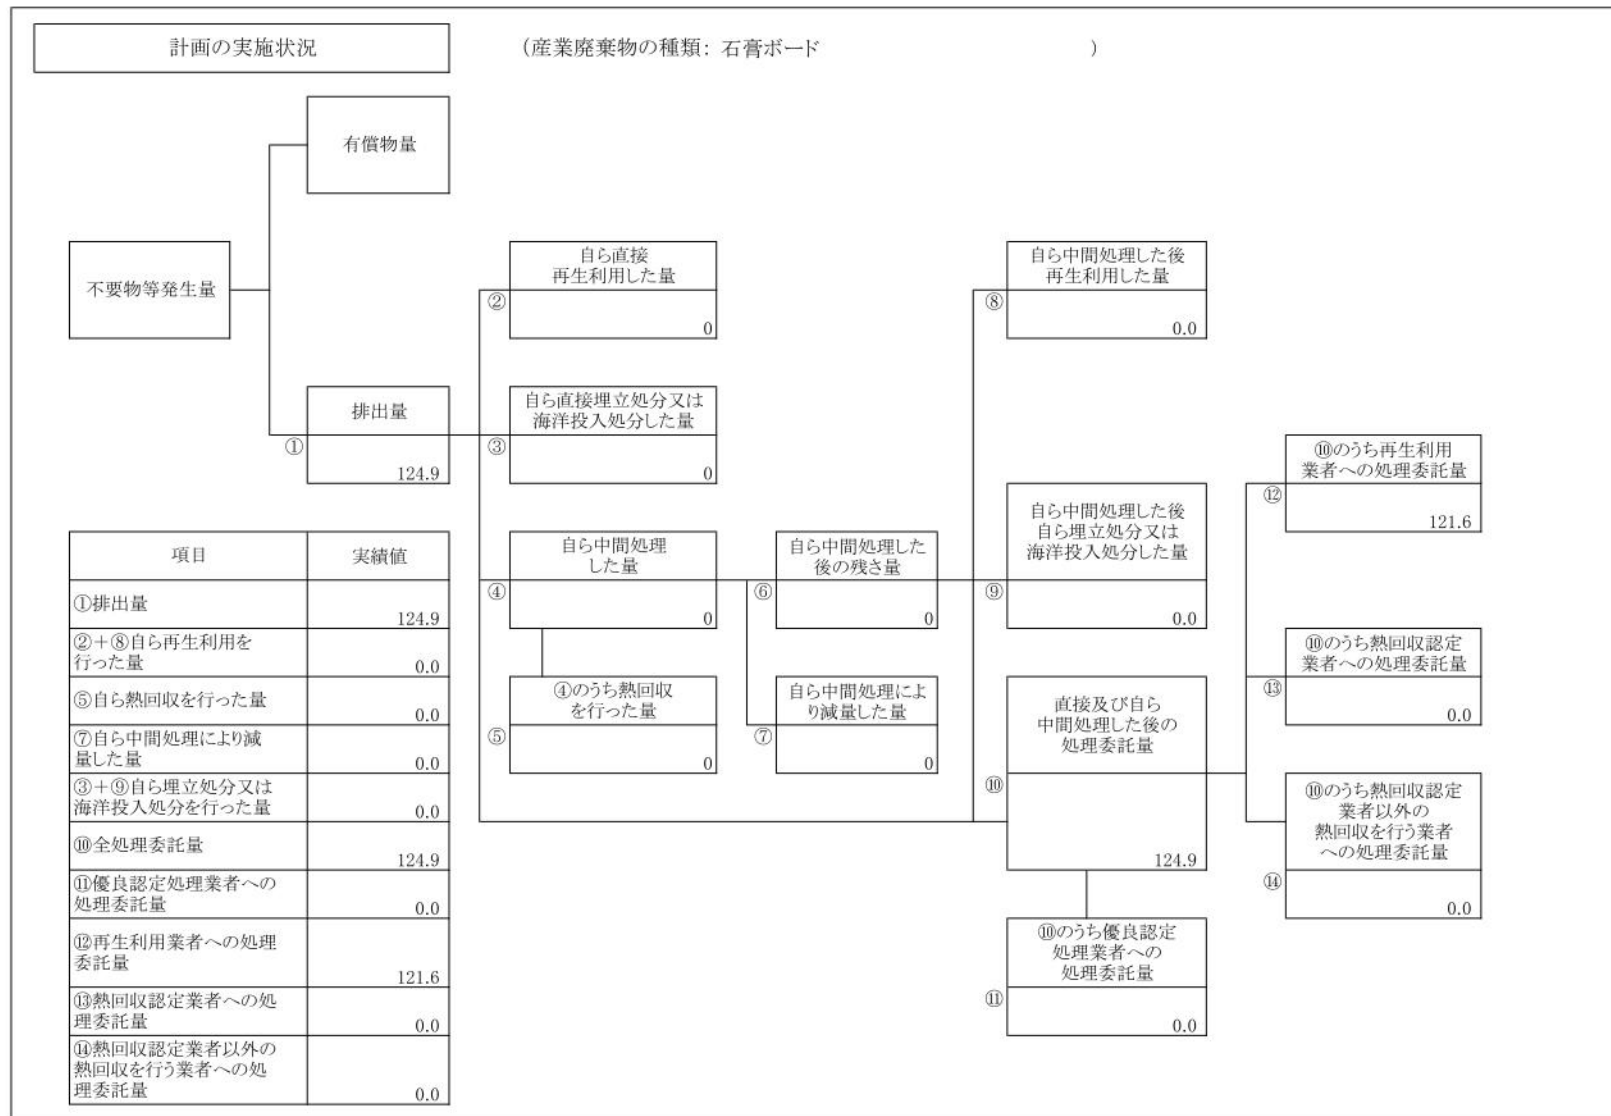 計画の実施状況
(産業廃棄物の種類: 石膏ボード )
有償物量
不要物等発生量
自ら直接
再生利用した量
②
0
自ら中間処理した後
再生利用した量
⑧
0.0
排出量
①
124.9
自ら直接埋立処分又は
海洋投入処分した量
③
0
⑩のうち再生利用
業者への処理委託量
⑫
121.6
自ら中間処理
した量
④
0
自ら中間処理した
後の残さ量
⑥
0
自ら中間処理した後
自ら埋立処分又は
海洋投入処分した量
⑨
0.0
⑩のうち熱回収認定
業者への処理委託量
⑬
0.0
④のうち熱回収
を行った量
⑤
0
自ら中間処理によ
り減量した量
⑦
0
直接及び自ら
中間処理した後の
処理委託量
⑩
124.9
⑩のうち熱回収認定
業者以外の
熱回収を行う業者
への処理委託量
⑭
0.0
⑩のうち優良認定
処理業者への
処理委託量
⑪
0.0
項目 実績値
①排出量
124.9
②+⑧自ら再生利用を
行った量
0.0
⑤自ら熱回収を行った量
0.0
⑦自ら中間処理により減
量した量
0.0
③+⑨自ら埋立処分又は
海洋投入処分を行った量
0.0
⑩全処理委託量
124.9
⑪優良認定処理業者への
処理委託量
0.0
⑫再生利用業者への処理
委託量
121.6
⑬熱回収認定業者への処
理委託量
0.0
⑭熱回収認定業者以外の
熱回収を行う業者への処
理委託量
0.0